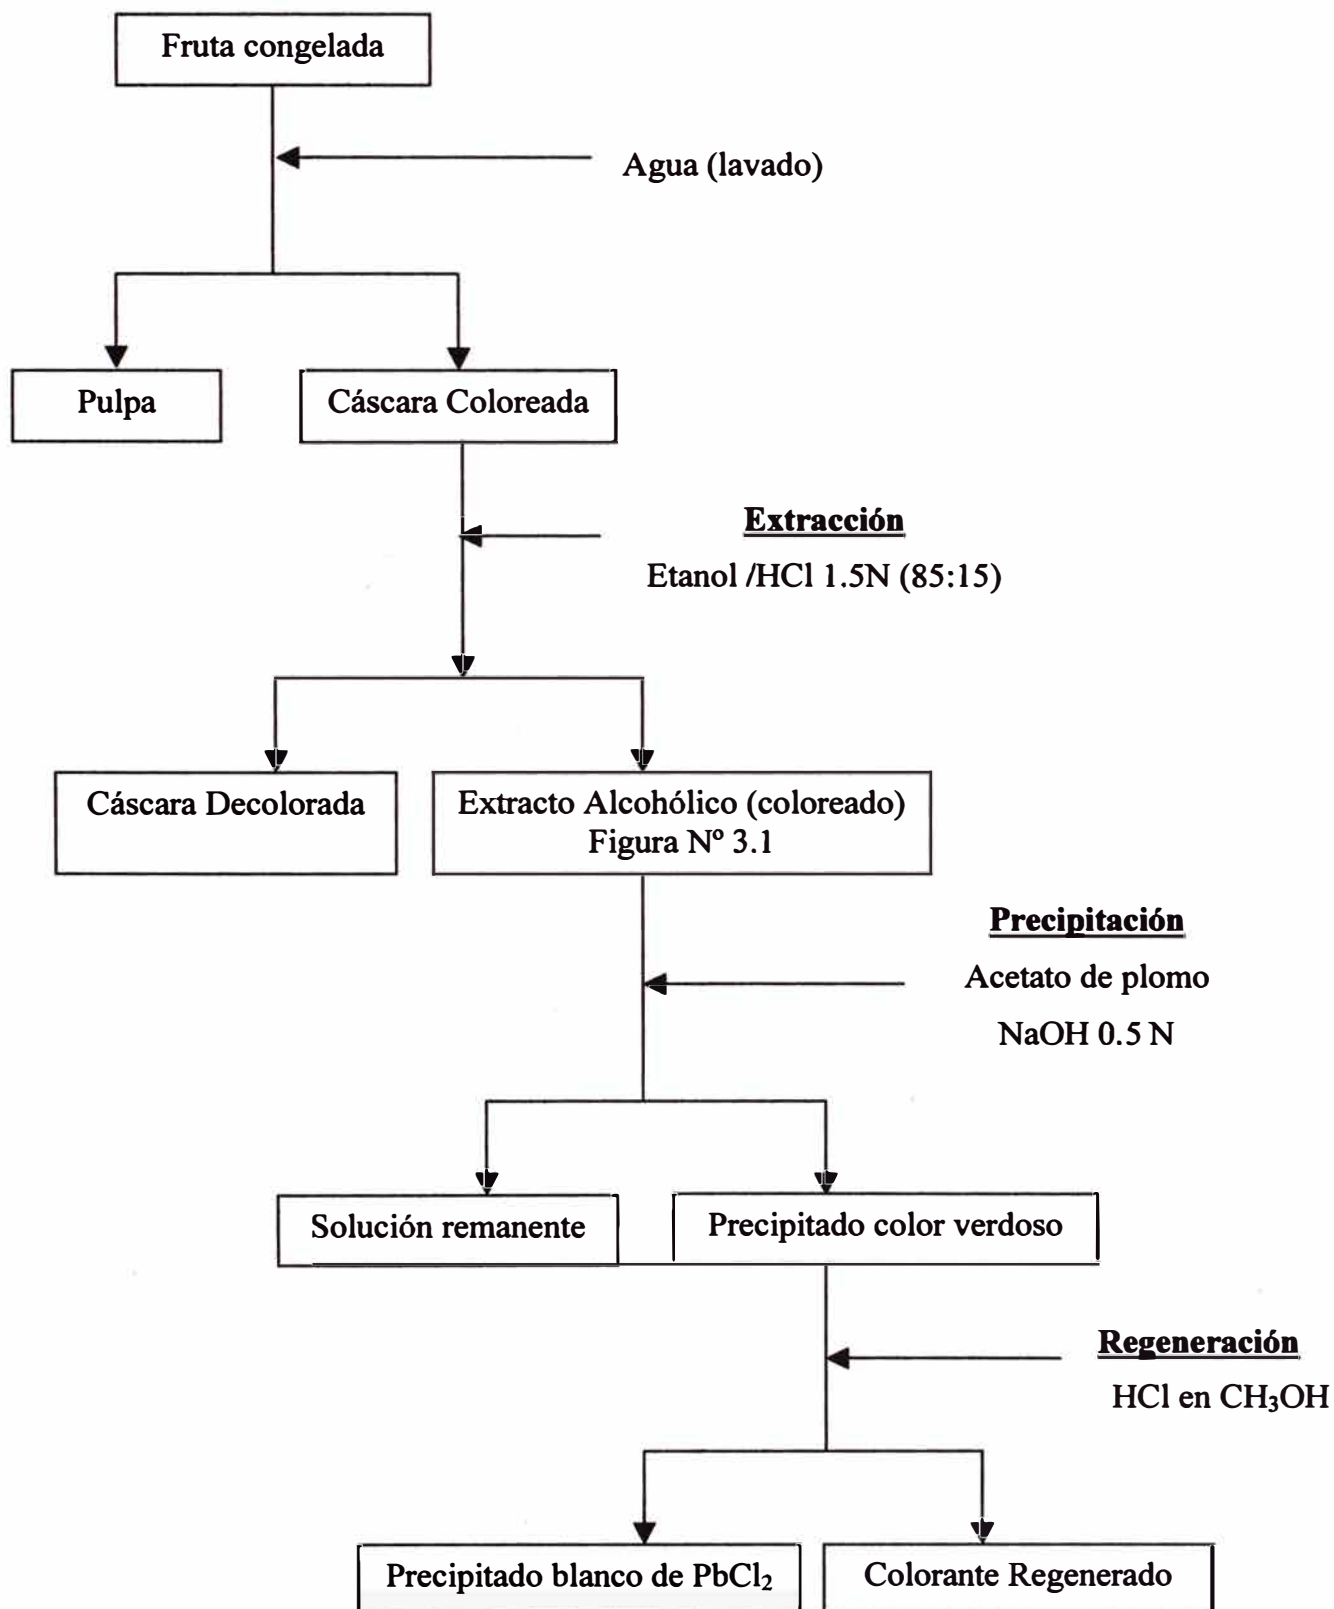 Fruta congelada
Agua (lavado)
Pulpa
Cáscara Coloreada
Extracción
Etanol /HCl 1.5N (85:15)
Cáscara Decolorada
Extracto Alcohólico (coloreado)
Figura Nº 3.1
Precipitación
Acetato de plomo
NaOH 0.5 N
Solución remanente
Precipitado color verdoso
Regeneración
HCl en CH₃OH
Precipitado blanco de PbCl₂
Colorante Regenerado